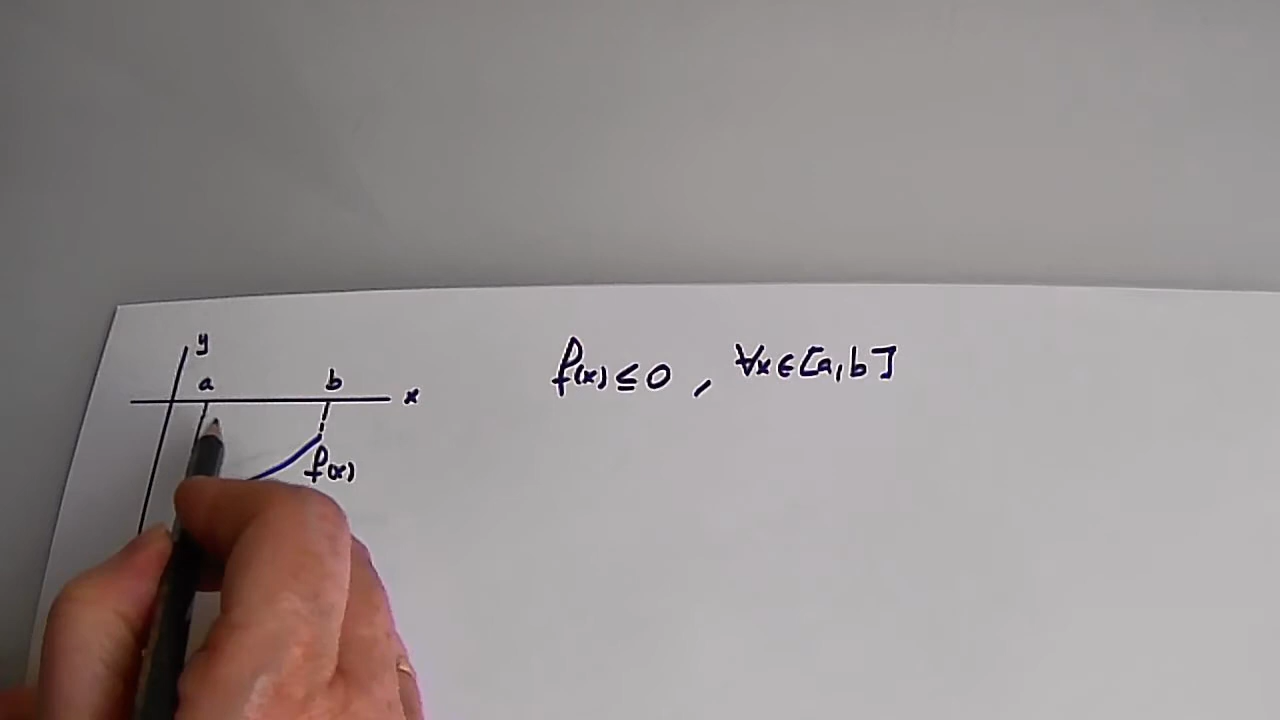 y
a b x
f(x)
f(x) ≤ 0 , ∀x ∈ [a, b]